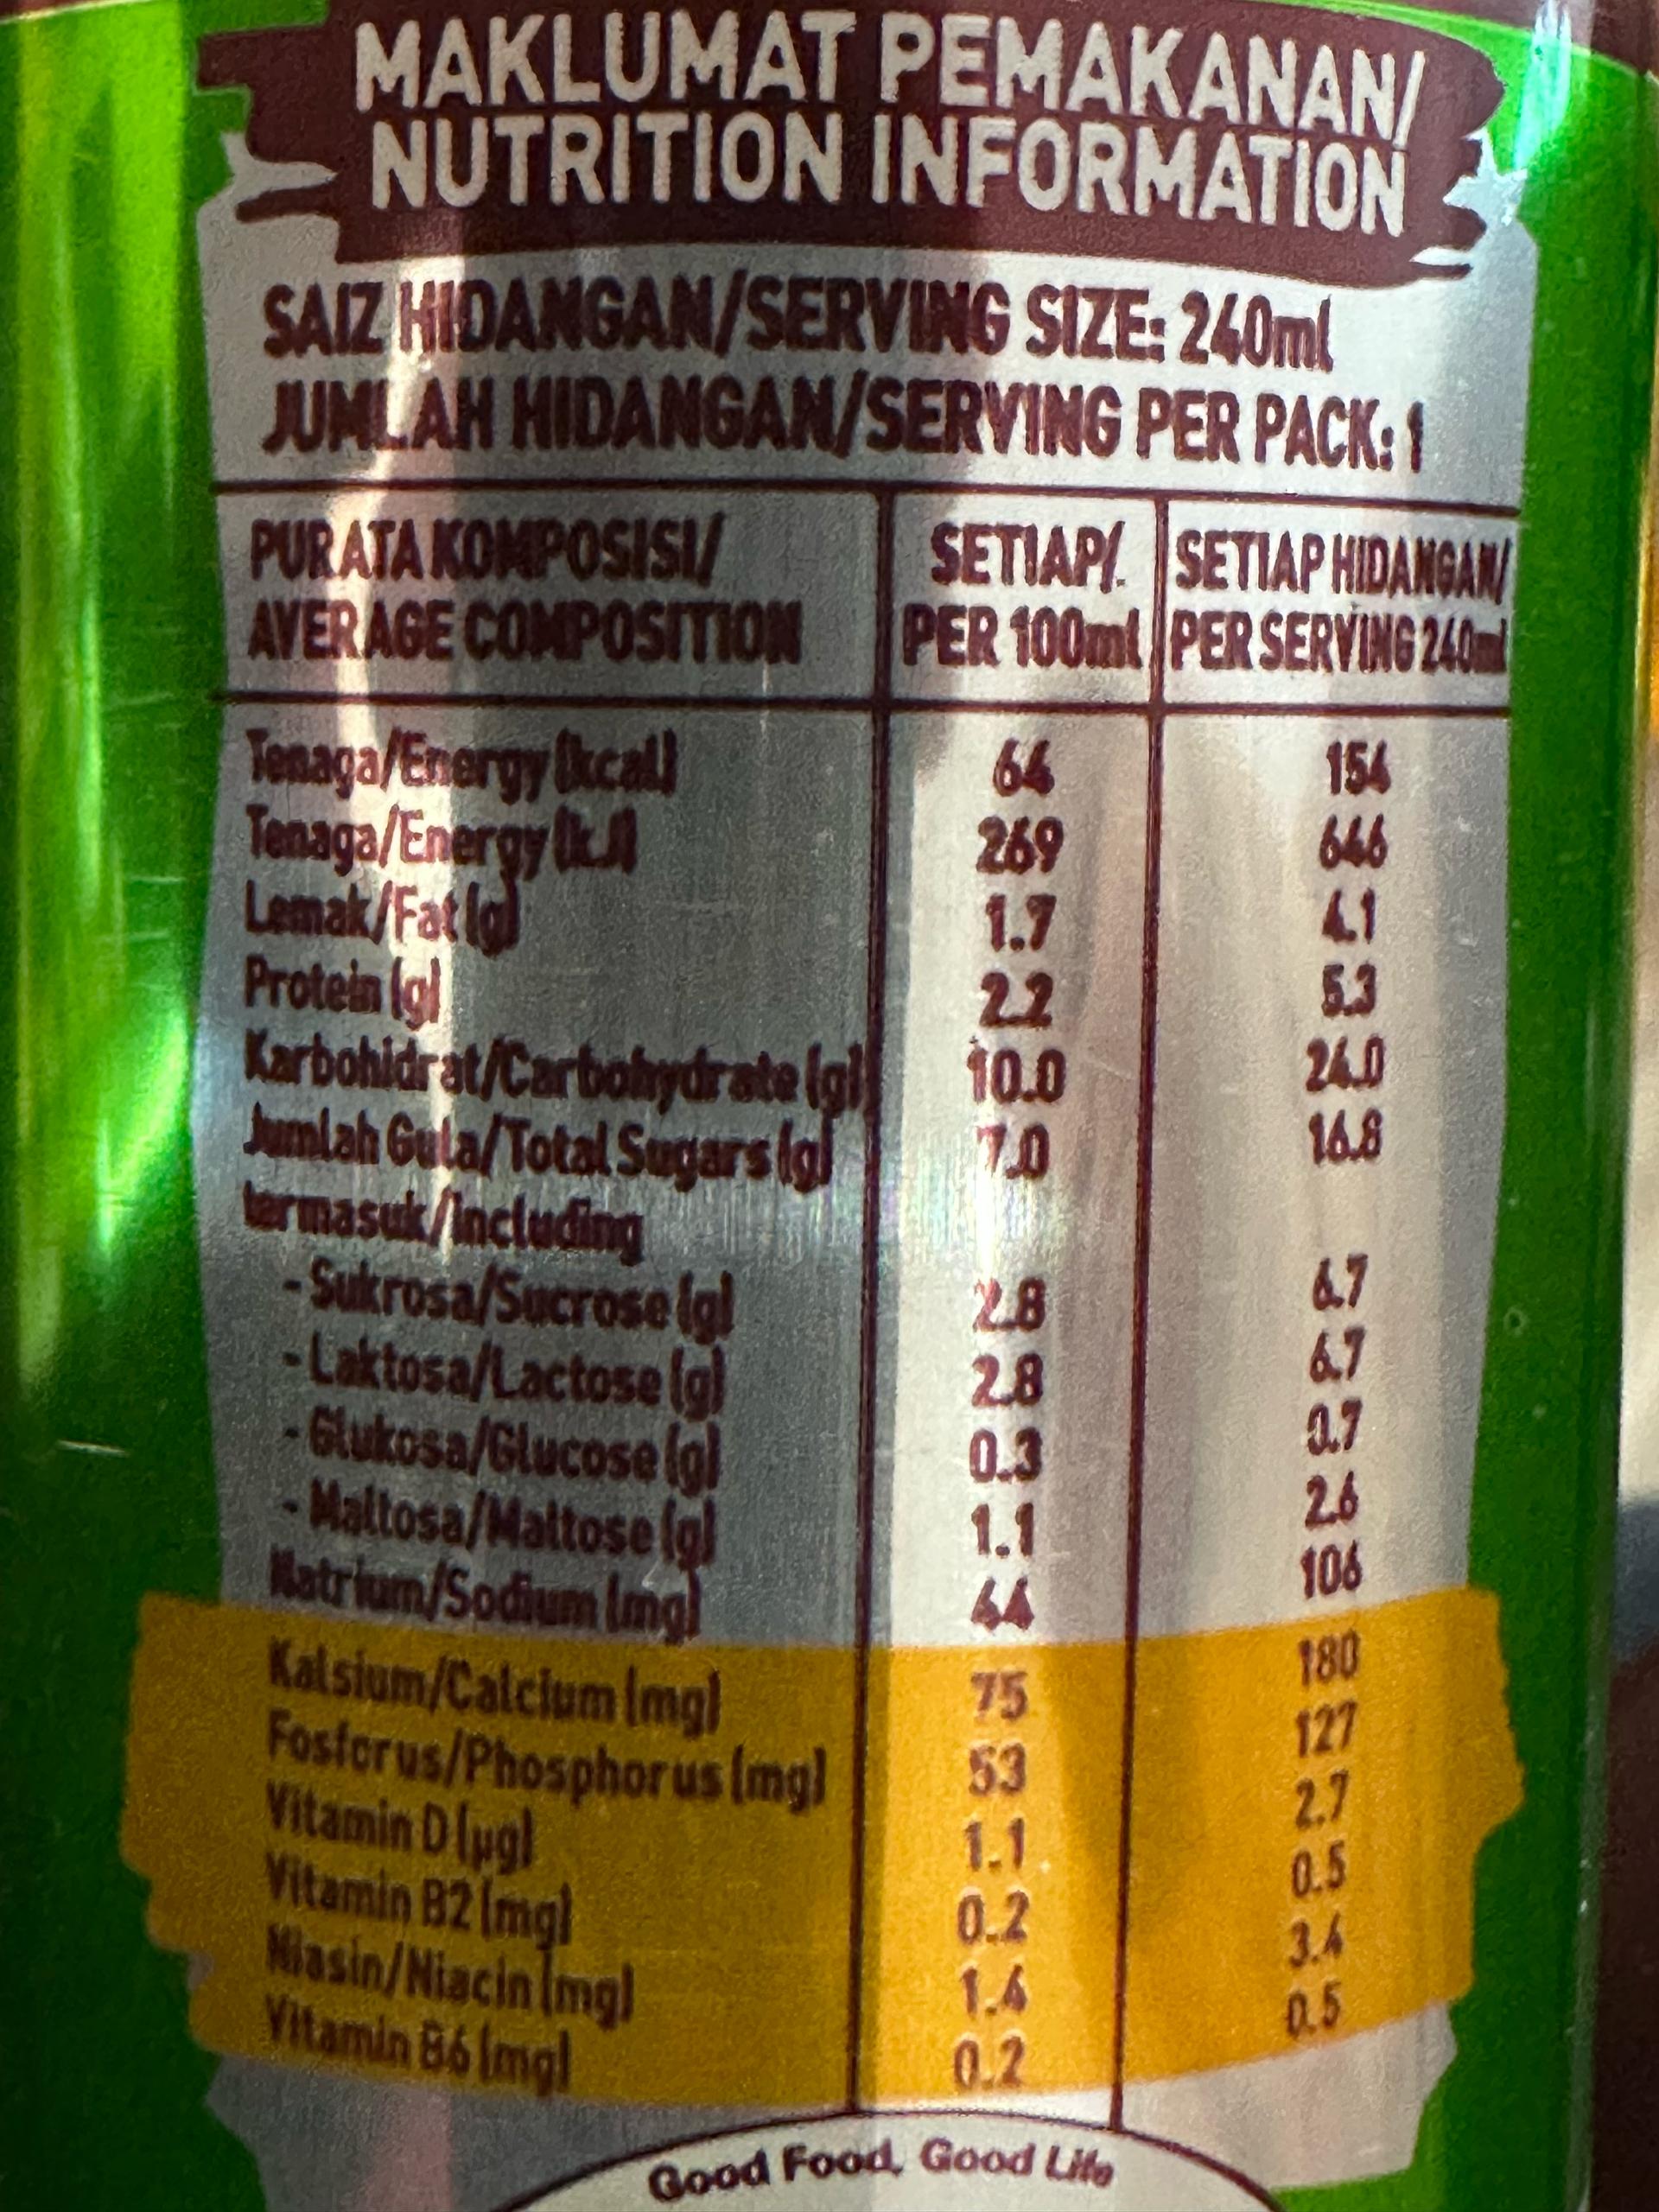 MAKLUMAT PEMAKANAN/
NUTRITION INFORMATION
SAIZ HIDANGAN/SERVING SIZE: 240ml
JUMLAH HIDANGAN/SERVING PER PACK: 1
PURATA KOMPOSISI/ SETIAP/ SETIAP HIDANGAN/
AVERAGE COMPOSITION PER 100ml PER SERVING 240ml
Tenaga/Energy (kcal) 64 154
Tenaga/Energy (kJ) 269 646
Lemak/Fat (g) 1.7 4.1
Protein (g) 2.2 5.3
Karbohidrat/Carbohydrate (g) 10.0 24.0
Jumlah Gula/Total Sugars (g) 7.0 16.8
termasuk/including
- Sukrosa/Sucrose (g) 2.8 6.7
- Laktosa/Lactose (g) 2.8 6.7
- Glukosa/Glucose (g) 0.3 0.7
- Maltosa/Maltose (g) 1.1 2.6
Natrium/Sodium (mg) 44 106
Kalsium/Calcium (mg) 75 180
Fosforus/Phosphorus (mg) 53 127
Vitamin D (µg) 1.1 2.7
Vitamin B2 (mg) 0.2 0.5
Niasin/Niacin (mg) 1.4 3.4
Vitamin B6 (mg) 0.2 0.5
Good Food, Good Life